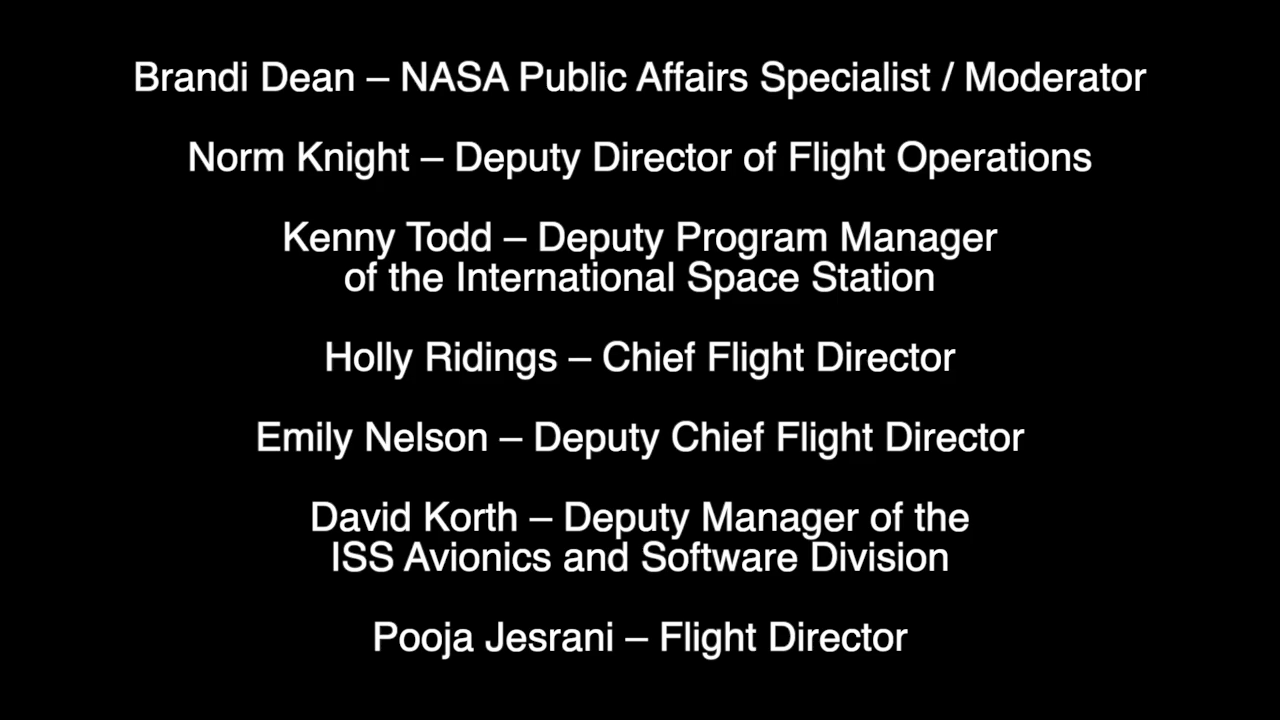 Brandi Dean – NASA Public Affairs Specialist / Moderator
Norm Knight – Deputy Director of Flight Operations
Kenny Todd – Deputy Program Manager
of the International Space Station
Holly Ridings – Chief Flight Director
Emily Nelson – Deputy Chief Flight Director
David Korth – Deputy Manager of the
ISS Avionics and Software Division
Pooja Jesrani – Flight Director